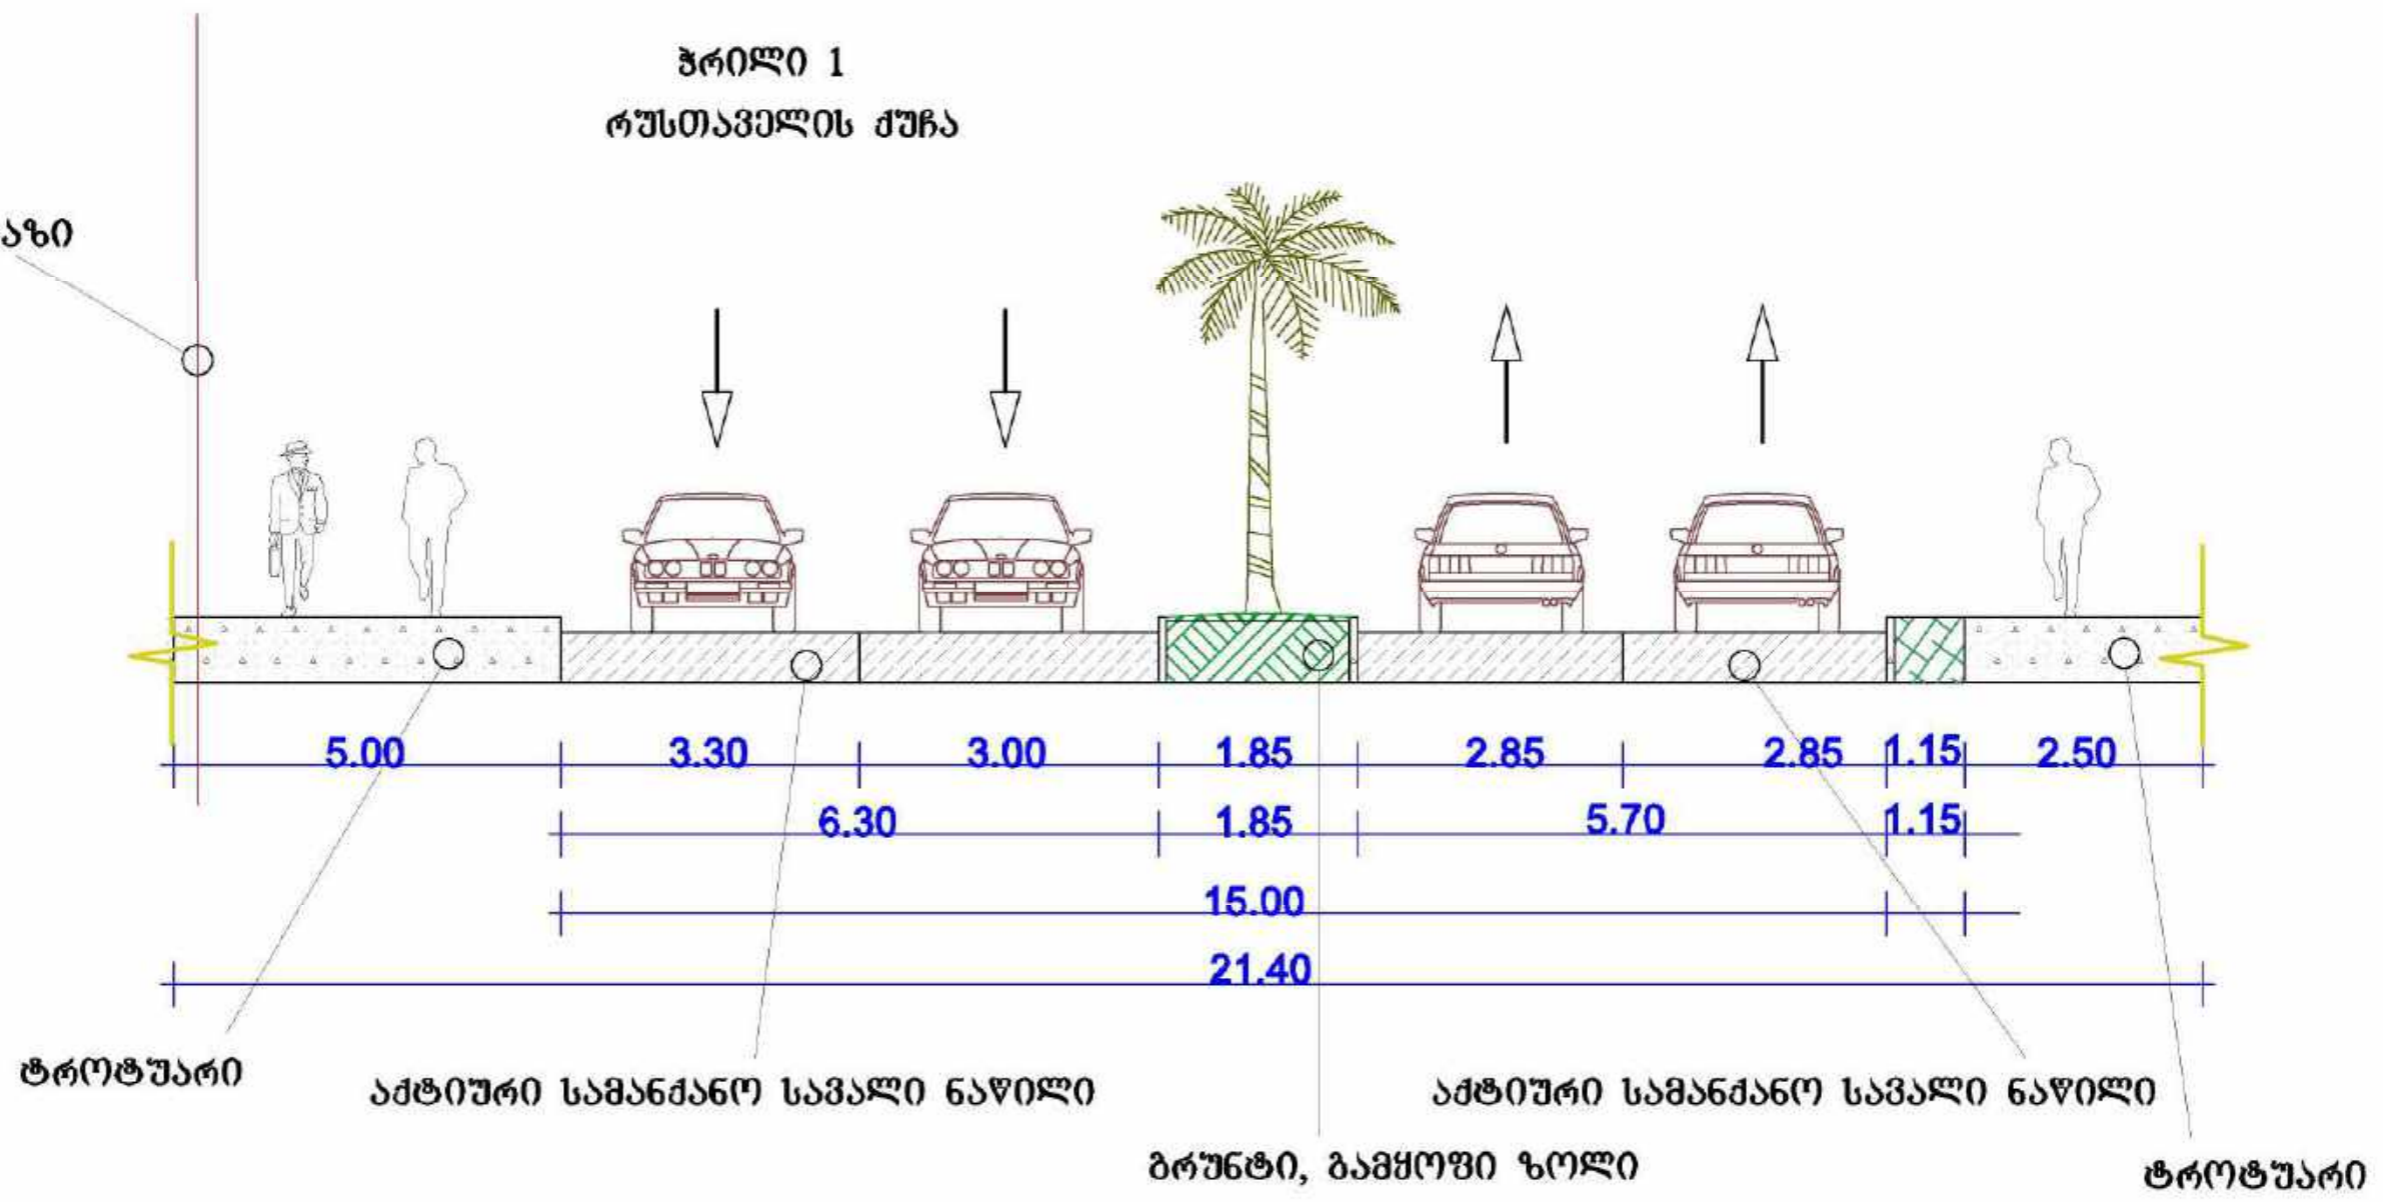 ჭრილი 1
რუსთაველის ქუჩა
აზი
5.00 3.30 3.00 1.85 2.85 2.85 1.15 2.50
6.30 1.85 5.70 1.15
15.00
21.40
ტროტუარი
აქტიური სამანქანო სავალი ნაწილი
აქტიური სამანქანო სავალი ნაწილი
გრუნტი, გამყოფი ზოლი
ტროტუარი